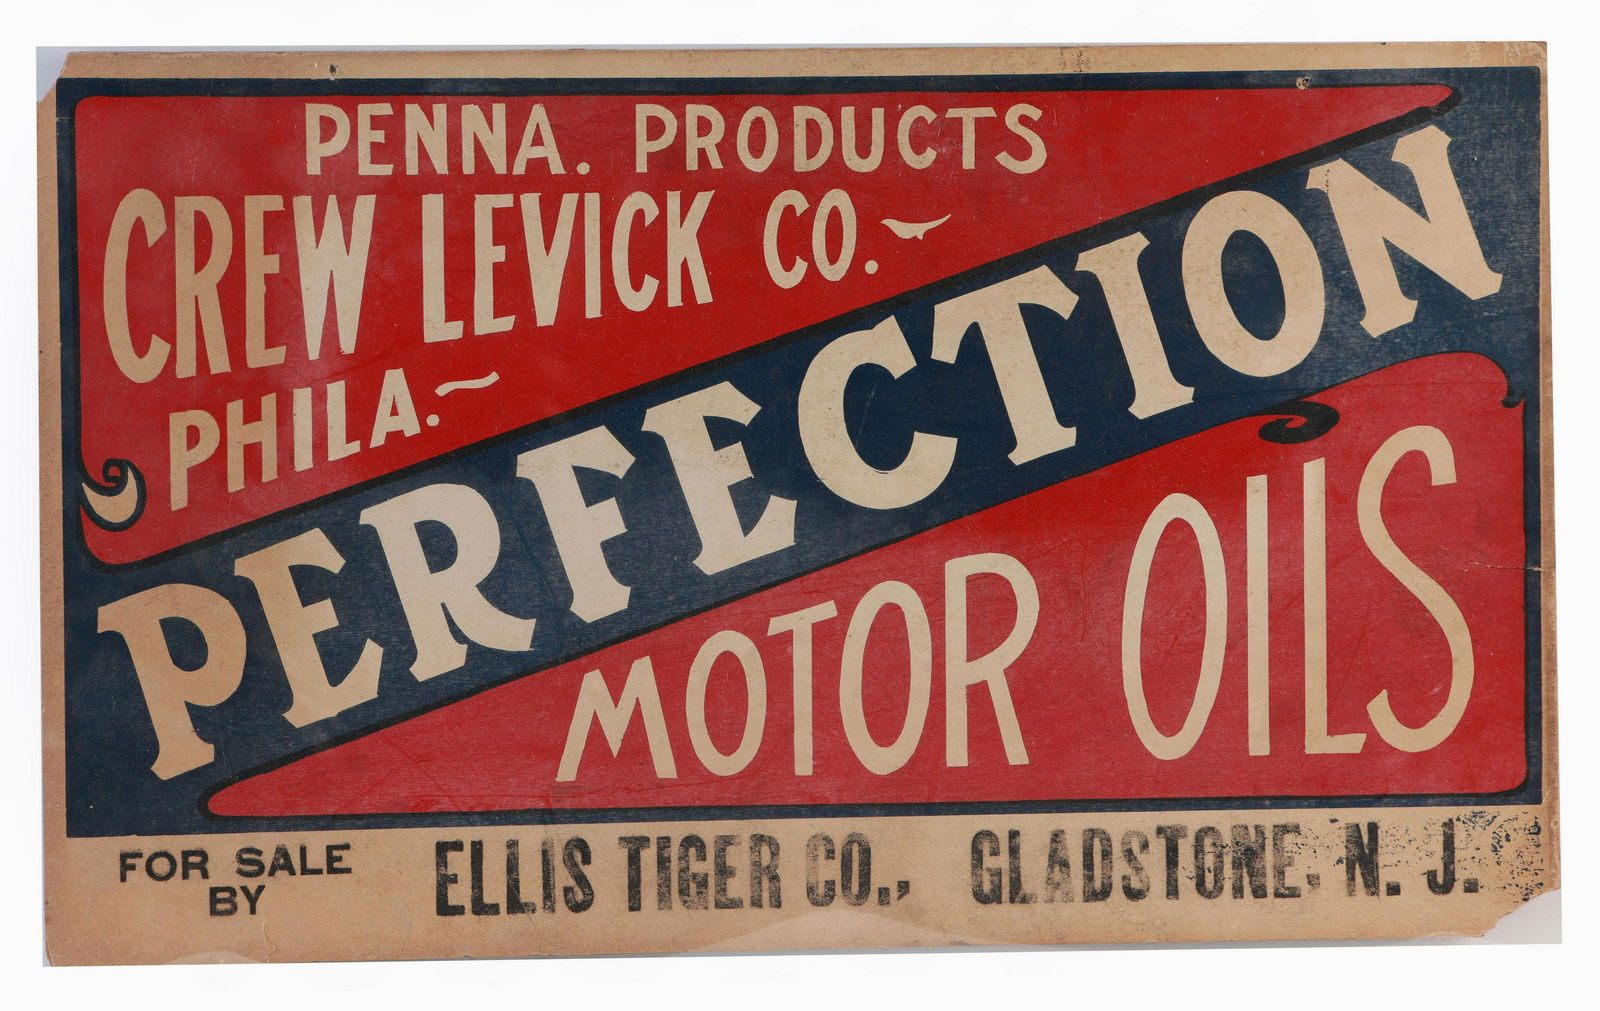 PENNA. PRODUCTS
CREW LEVICK CO.
PHILA.
PERFECTION
MOTOR OILS
FOR SALE BY
ELLIS TIGER CO., GLADSTONE, N. J.